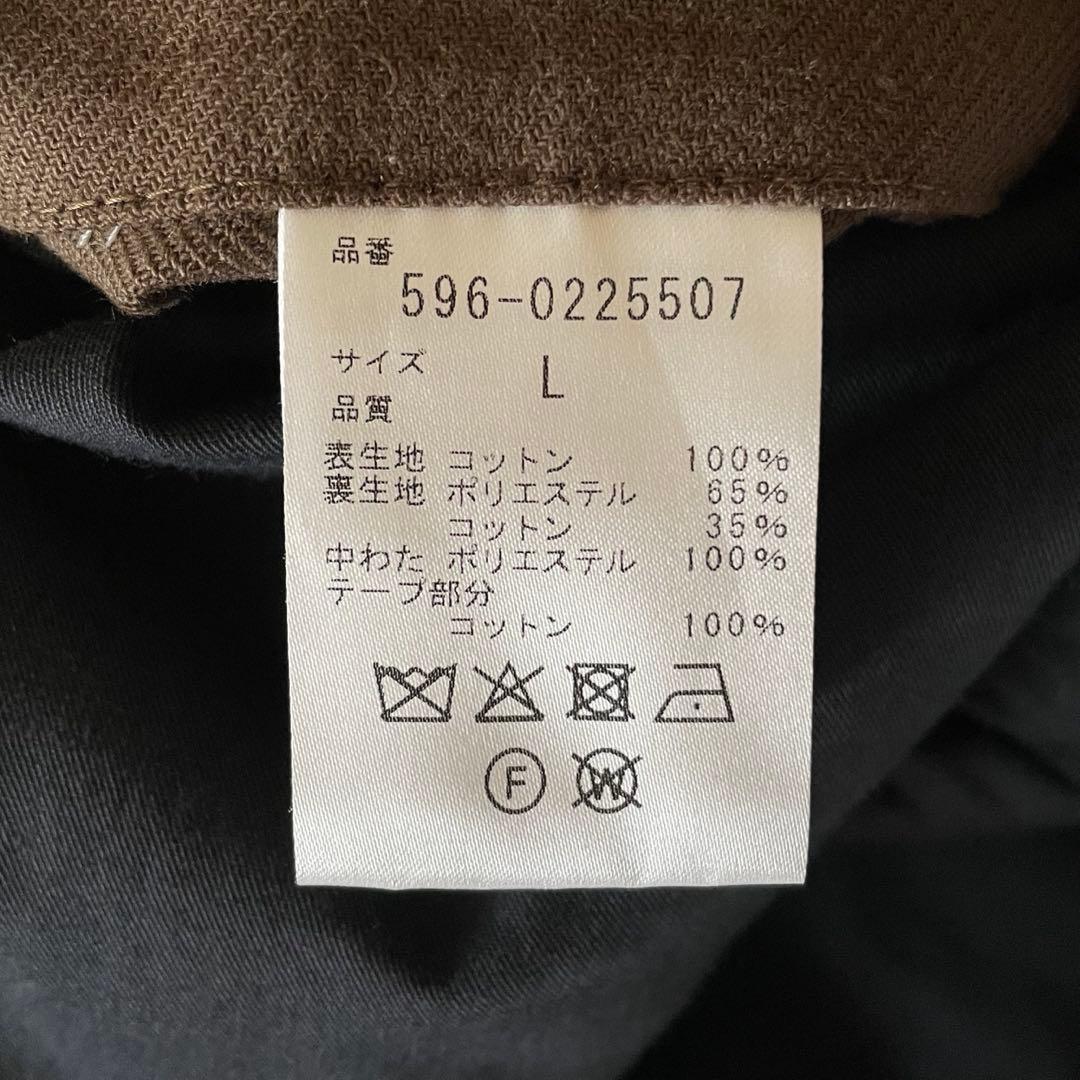 品番
596-0225507
サイズ L
品質
表生地 コットン 100%
裏生地 ポリエステル 65%
コットン 35%
中わた ポリエステル 100%
テープ部分
コットン 100%
F W